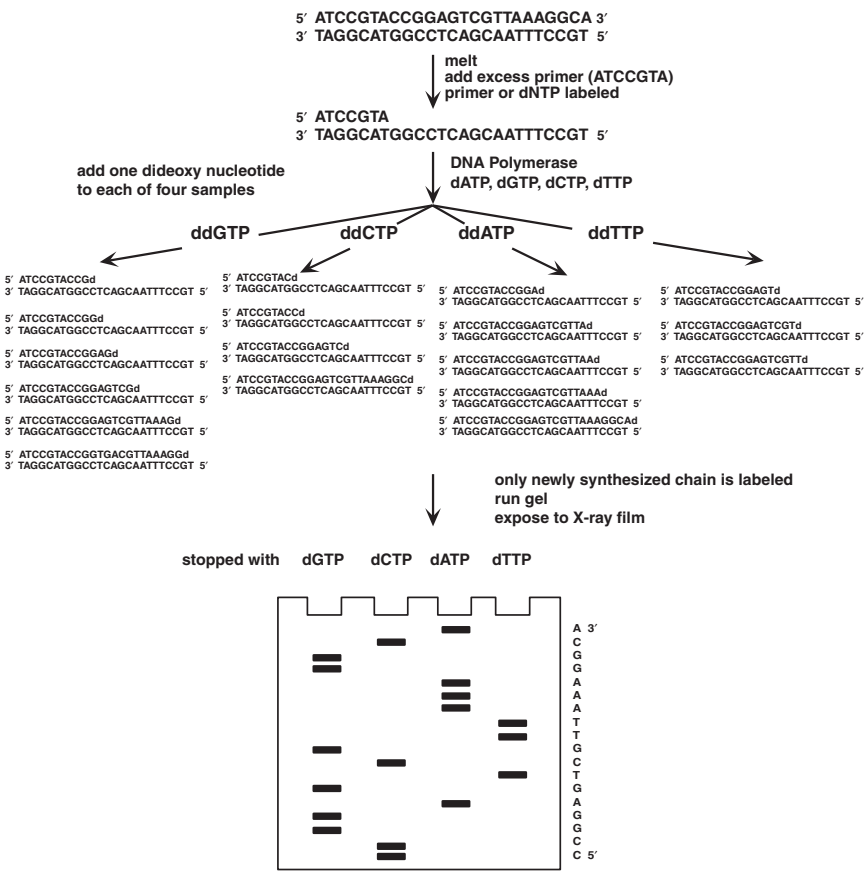 5′ ATCCGTACCGGAGTCGTTAAAGGCA 3′
3′ TAGGCATGGCCTCAGCAATTTCCGT 5′
melt
add excess primer (ATCCGTA)
primer or dNTP labeled
5′ ATCCGTA
3′ TAGGCATGGCCTCAGCAATTTCCGT 5′
add one dideoxy nucleotide
to each of four samples
DNA Polymerase
dATP, dGTP, dCTP, dTTP
ddGTP
ddCTP
ddATP
ddTTP
5′ ATCCGTACCGd
3′ TAGGCATGGCCTCAGCAATTTCCGT 5′
5′ ATCCGTACCGGd
3′ TAGGCATGGCCTCAGCAATTTCCGT 5′
5′ ATCCGTACCGGAGd
3′ TAGGCATGGCCTCAGCAATTTCCGT 5′
5′ ATCCGTACCGGAGTCGd
3′ TAGGCATGGCCTCAGCAATTTCCGT 5′
5′ ATCCGTACCGGAGTCGTTAAAGd
3′ TAGGCATGGCCTCAGCAATTTCCGT 5′
5′ ATCCGTACCGGTGACGTTAAAGGd
3′ TAGGCATGGCCTCAGCAATTTCCGT 5′
5′ ATCCGTACd
3′ TAGGCATGGCCTCAGCAATTTCCGT 5′
5′ ATCCGTACCd
3′ TAGGCATGGCCTCAGCAATTTCCGT 5′
5′ ATCCGTACCGGAGTCd
3′ TAGGCATGGCCTCAGCAATTTCCGT 5′
5′ ATCCGTACCGGAGTCGTTAAAGGCd
3′ TAGGCATGGCCTCAGCAATTTCCGT 5′
5′ ATCCGTACCGGAd
3′ TAGGCATGGCCTCAGCAATTTCCGT 5′
5′ ATCCGTACCGGAGTCGTTAd
3′ TAGGCATGGCCTCAGCAATTTCCGT 5′
5′ ATCCGTACCGGAGTCGTTAAd
3′ TAGGCATGGCCTCAGCAATTTCCGT 5′
5′ ATCCGTACCGGAGTCGTTAAAd
3′ TAGGCATGGCCTCAGCAATTTCCGT 5′
5′ ATCCGTACCGGAGTCGTTAAAGGCAd
3′ TAGGCATGGCCTCAGCAATTTCCGT 5′
5′ ATCCGTACCGGAGTd
3′ TAGGCATGGCCTCAGCAATTTCCGT 5′
5′ ATCCGTACCGGAGTCGTd
3′ TAGGCATGGCCTCAGCAATTTCCGT 5′
5′ ATCCGTACCGGAGTCGTTd
3′ TAGGCATGGCCTCAGCAATTTCCGT 5′
only newly synthesized chain is labeled
run gel
expose to X-ray film
stopped with dGTP dCTP dATP dTTP
A 3′
C
G
G
A
A
A
T
T
G
C
T
G
A
G
G
C
C 5′